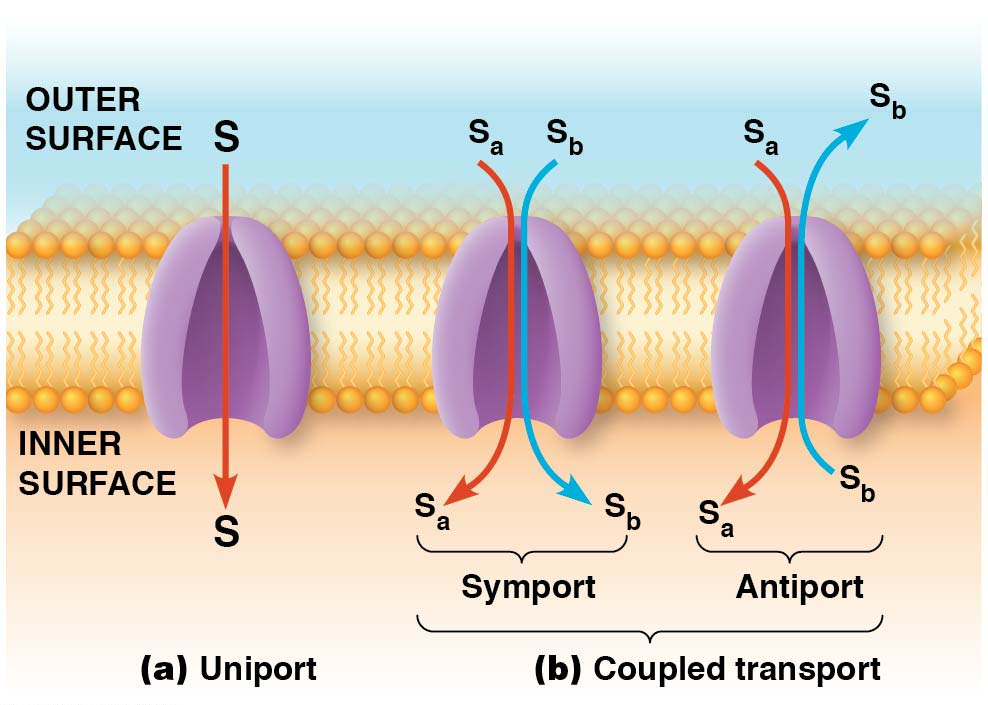 OUTER
SURFACE
S
Sa
Sb
Sa
Sb
INNER
SURFACE
S
Sa
Sb
Sa
Sb
Symport
Antiport
(a) Uniport
(b) Coupled transport